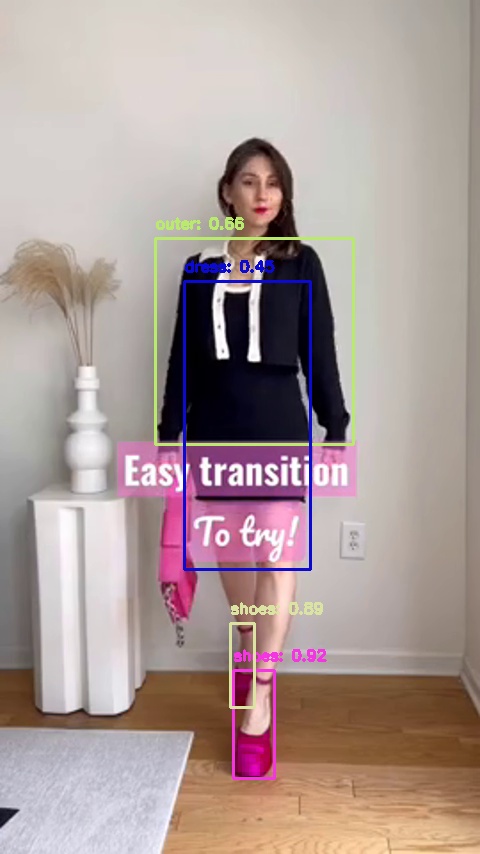 outer: 0.66
dress: 0.45
Easy transition
To try!
shoes: 0.89
shoes: 0.92